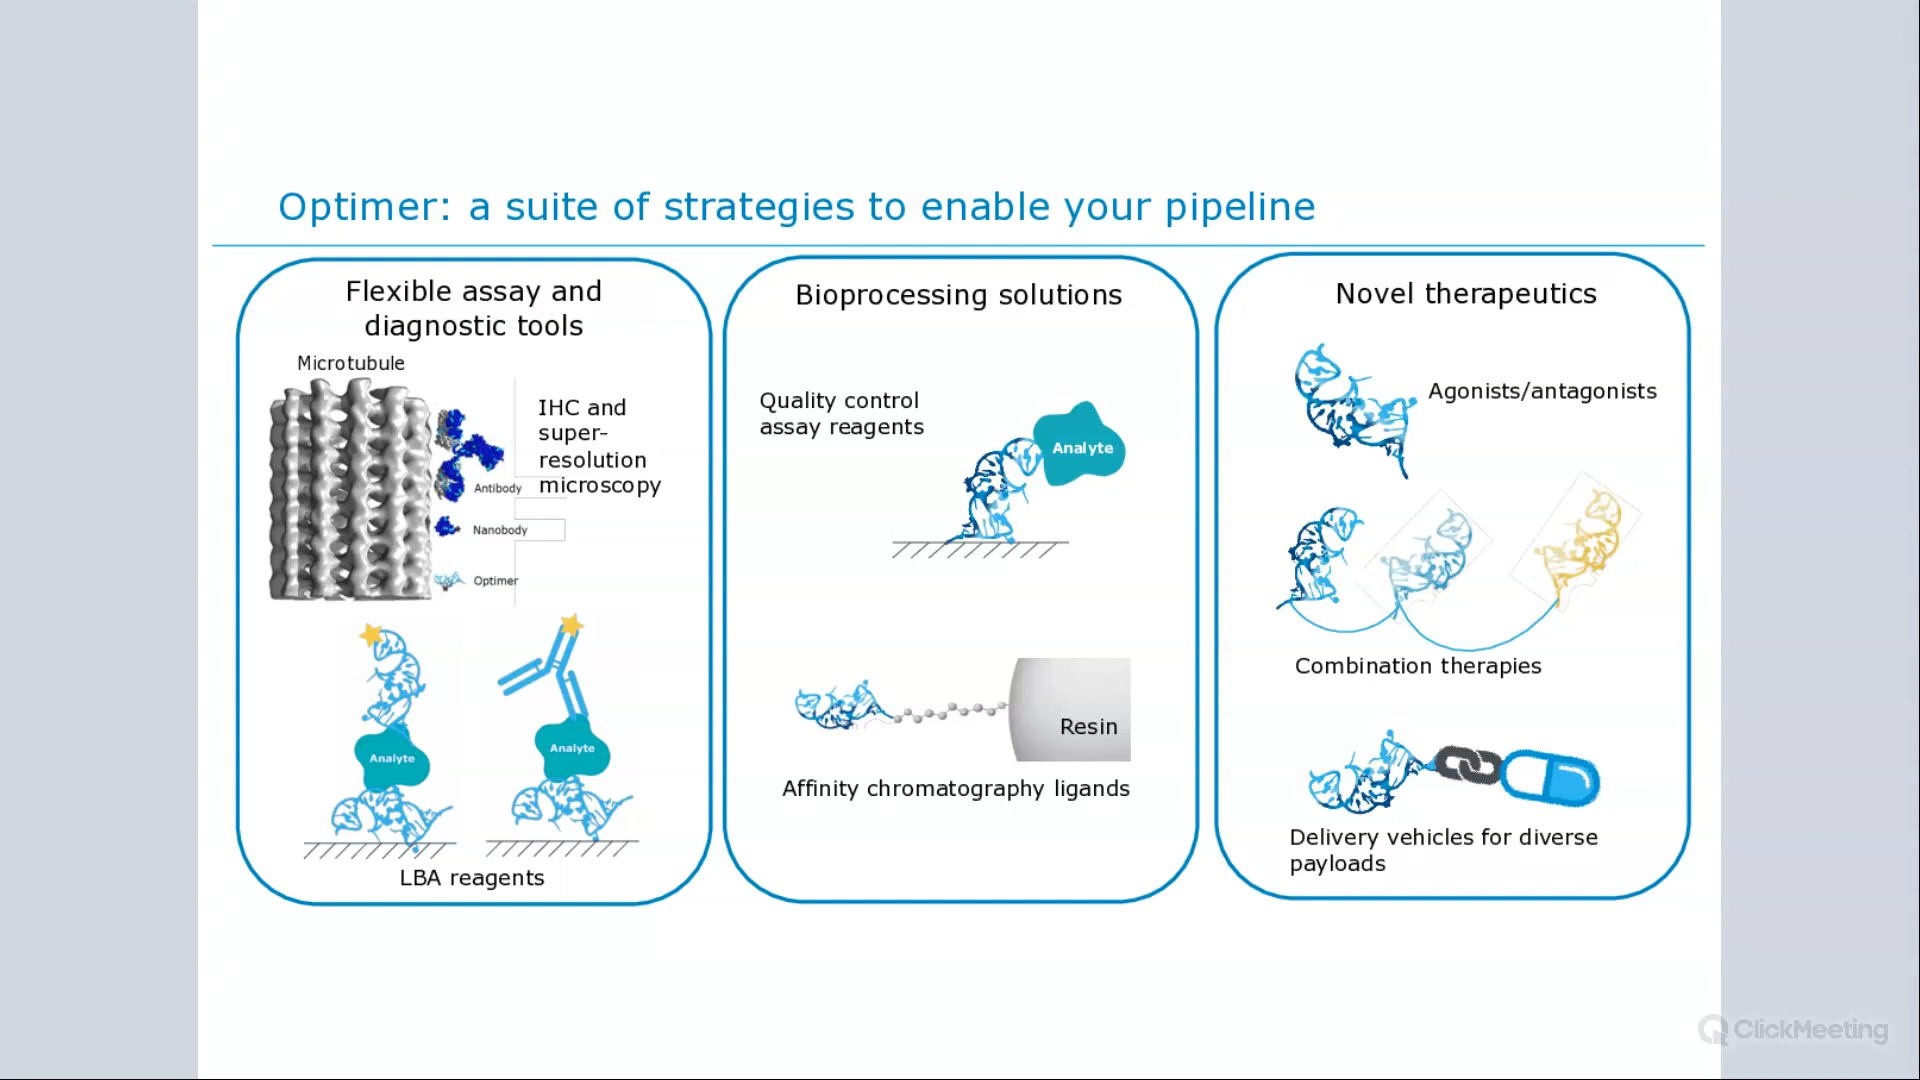 Optimer: a suite of strategies to enable your pipeline
Flexible assay and
diagnostic tools
Microtubule
IHC and
super-
resolution
microscopy
Antibody
Nanobody
Optimer
Analyte
Analyte
LBA reagents
Bioprocessing solutions
Quality control
assay reagents
Analyte
Resin
Affinity chromatography ligands
Novel therapeutics
Agonists/antagonists
Combination therapies
Delivery vehicles for diverse
payloads
ClickMeeting